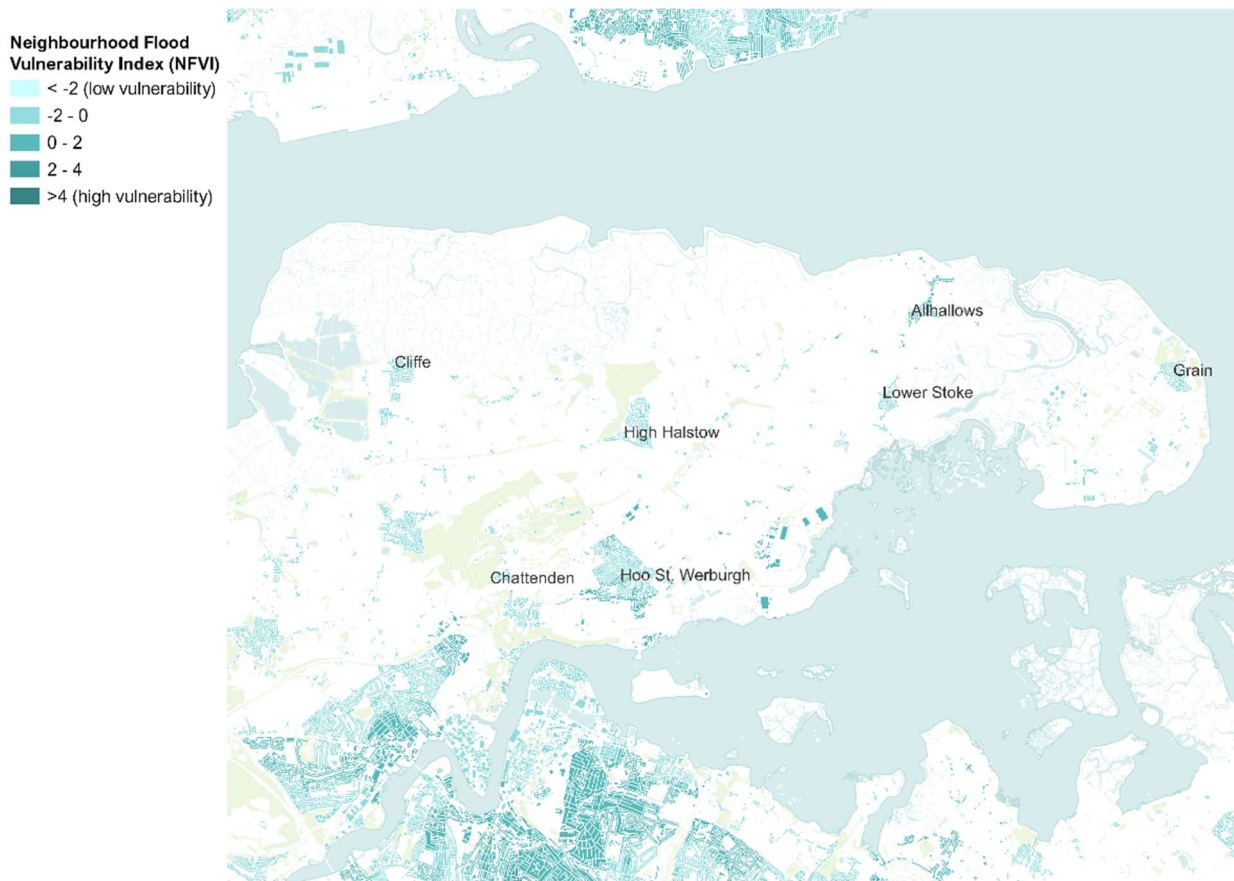 Neighbourhood Flood
Vulnerability Index (NFVI)
< -2 (low vulnerability)
-2 - 0
0 - 2
2 - 4
>4 (high vulnerability)
Allhallows
Cliffe
Grain
Lower Stoke
High Halstow
Chattenden
Hoo St. Werburgh